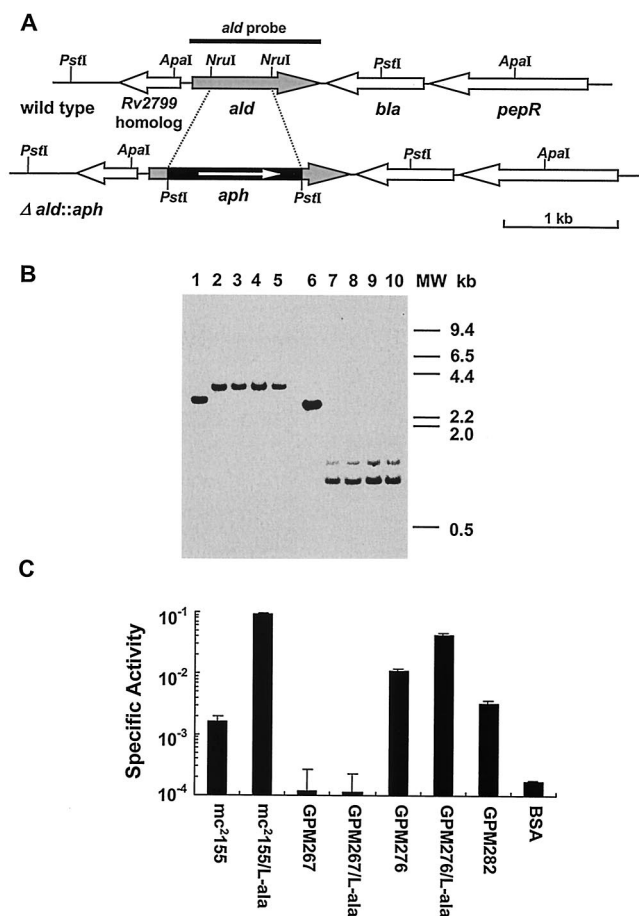 A
ald probe
PstI ApaI NruI NruI PstI ApaI
wild type Rv2799 homolog ald bla pepR
PstI ApaI PstI ApaI
PstI aph PstI
Δ ald::aph
1 kb
B
1 2 3 4 5 6 7 8 9 10 MW kb
9.4
6.5
4.4
2.2
2.0
0.5
C
Specific Activity
10-1
10-2
10-3
10-4
mc2155
mc2155/L-ala
GPM267
GPM267/L-ala
GPM276
GPM276/L-ala
GPM282
BSA